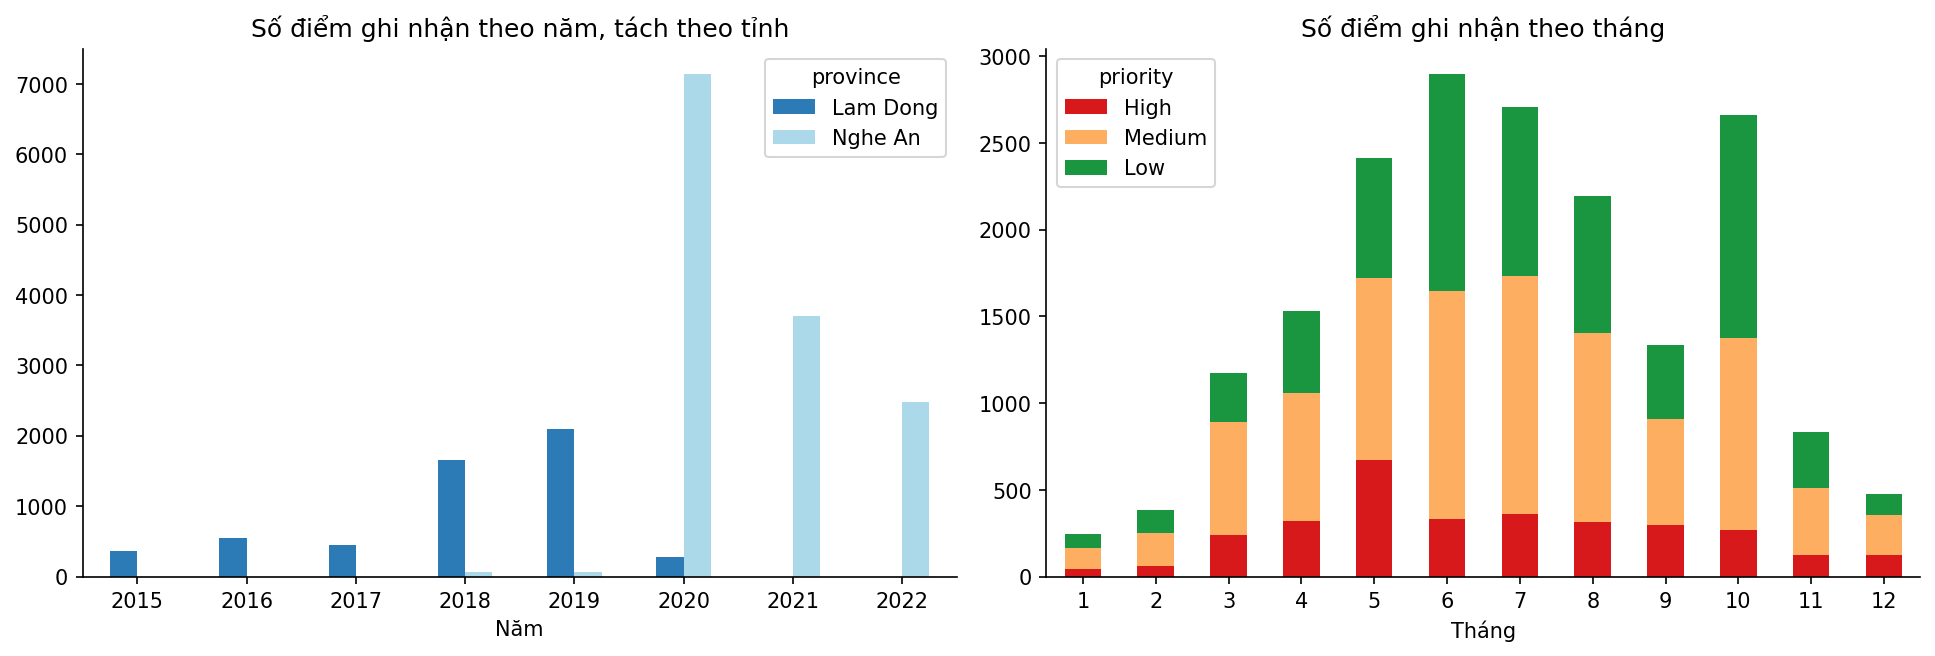 Số điểm ghi nhận theo năm, tách theo tỉnh
province
Lam Dong
Nghe An
7000
6000
5000
4000
3000
2000
1000
0
2015 2016 2017 2018 2019 2020 2021 2022
Năm
Số điểm ghi nhận theo tháng
priority
High
Medium
Low
3000
2500
2000
1500
1000
500
0
1 2 3 4 5 6 7 8 9 10 11 12
Tháng